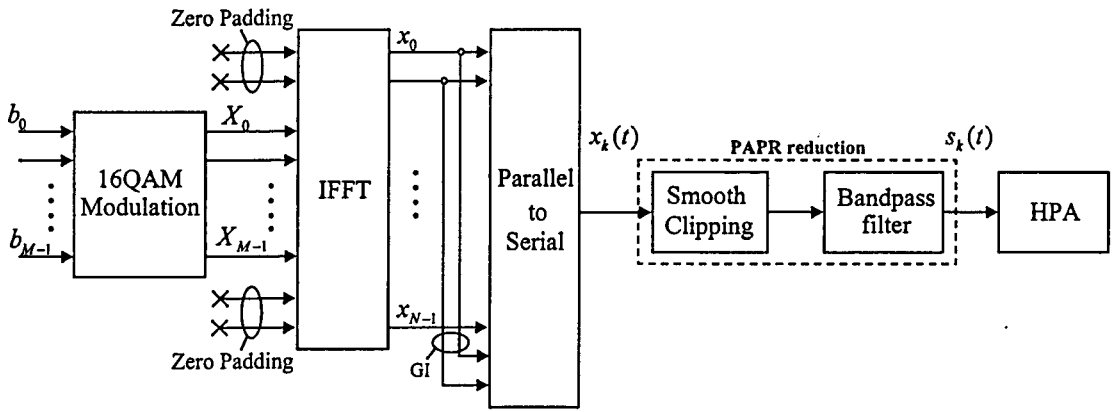 Zero Padding
b_0
b_{M-1}
16QAM
Modulation
X_0
X_{M-1}
Zero Padding
IFFT
x_0
x_{N-1}
GI
Parallel
to
Serial
x_k(t)
PAPR reduction
Smooth
Clipping
Bandpass
filter
s_k(t)
HPA